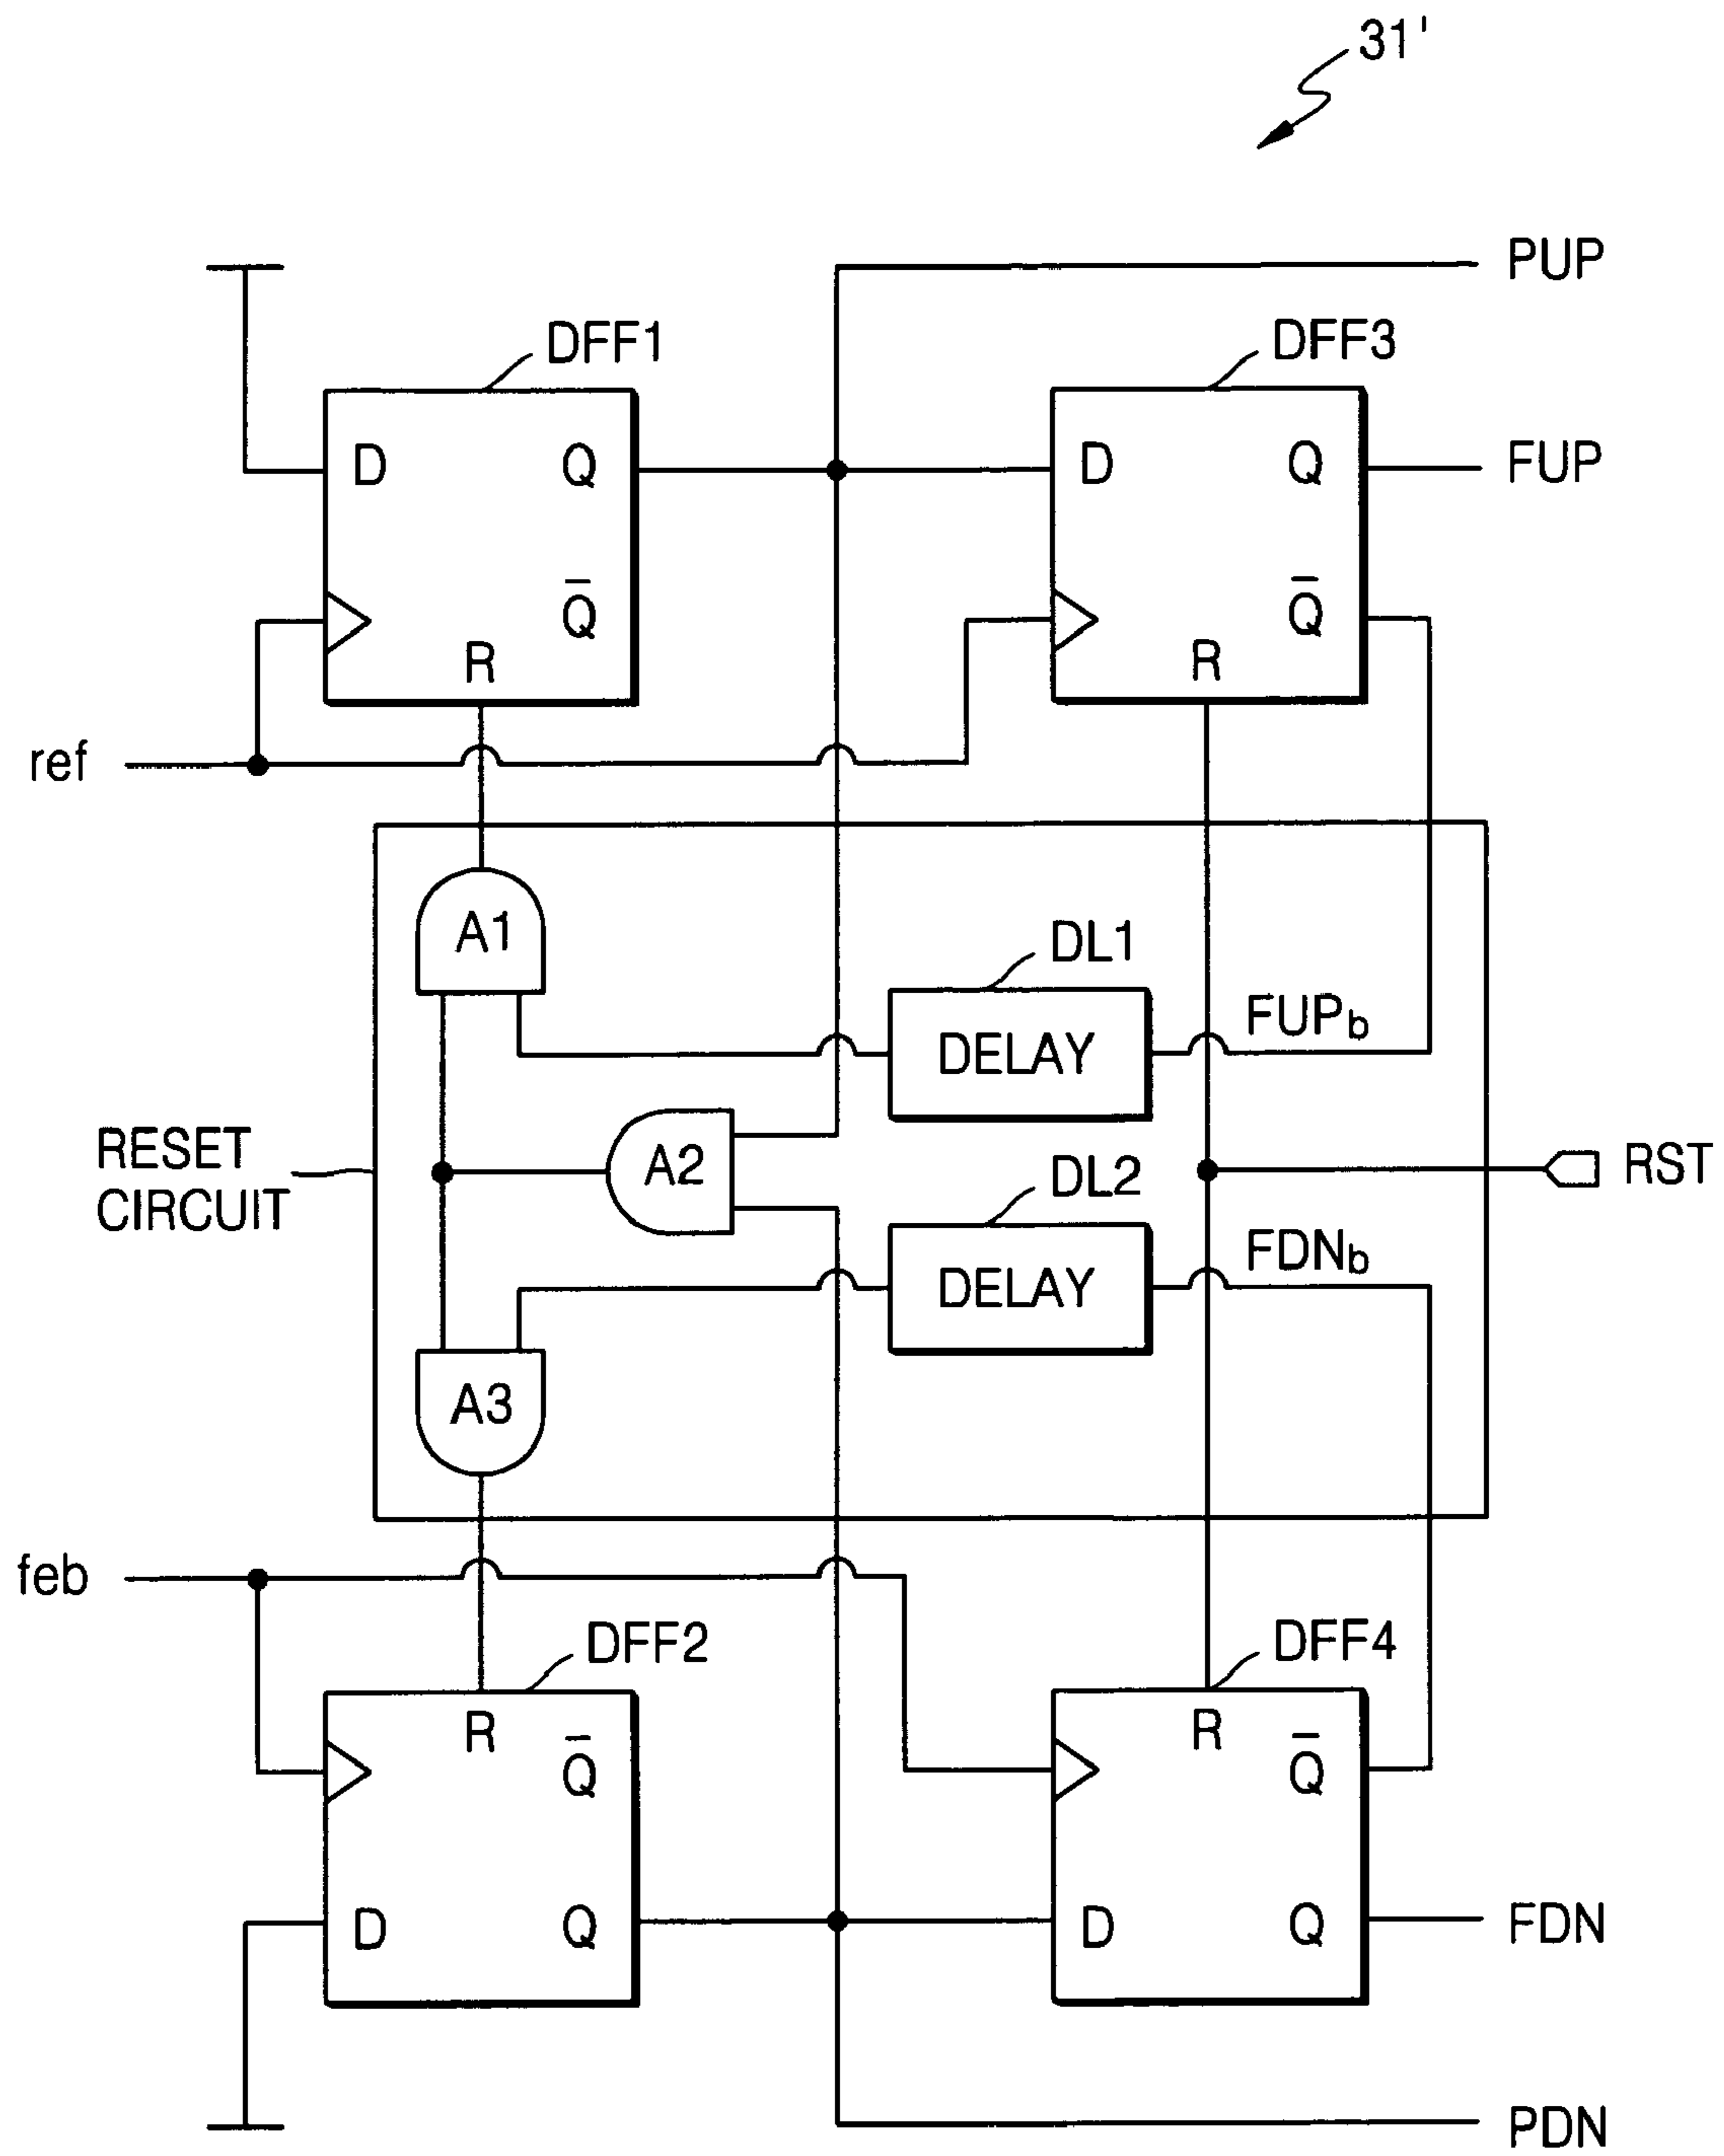 31'
PUP
DFF1
DFF3
D Q
D Q
FUP
Q̅
Q̅
R
R
ref
A1
DL1
DELAY
FUPb
RESET
CIRCUIT
A2
DL2
RST
DELAY
FDNb
A3
feb
DFF2
DFF4
R
R
Q̅
Q̅
D Q
D Q
FDN
PDN